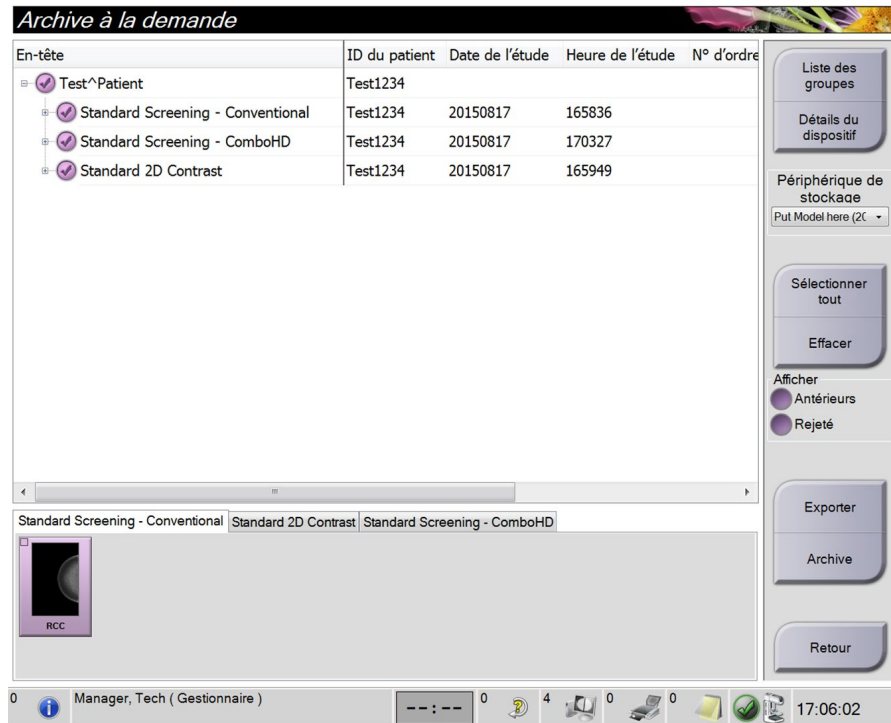 Archive à la demande
En-tête ID du patient Date de l'étude Heure de l'étude N° d'ordre
Test^Patient Test1234
Standard Screening - Conventional Test1234 20150817 165836
Standard Screening - ComboHD Test1234 20150817 170327
Standard 2D Contrast Test1234 20150817 165949
Liste des
groupes
Détails du
dispositif
Périphérique de
stockage
Put Model here (20
Sélectionner
tout
Effacer
Afficher
Antérieurs
Rejeté
Exporter
Archive
Retour
Standard Screening - Conventional Standard 2D Contrast Standard Screening - ComboHD
RCC
0 Manager, Tech ( Gestionnaire ) --:-- 0 4 0 0 17:06:02